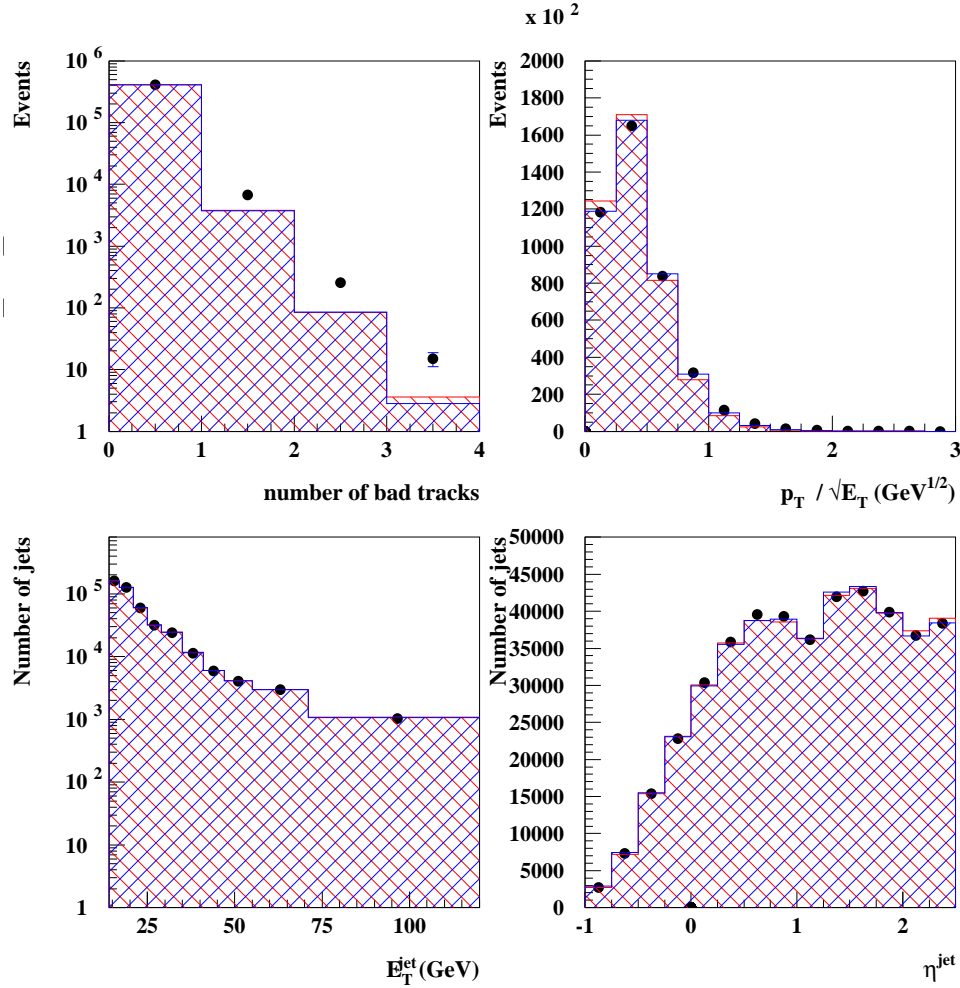 x 10 2
Events
10 6
10 5
10 4
10 3
10 2
10
1
0 1 2 3 4
number of bad tracks
Events
2000
1800
1600
1400
1200
1000
800
600
400
200
0
0 1 2 3
p_T / √E_T (GeV^1/2)
Number of jets
10 5
10 4
10 3
10 2
10
1
25 50 75 100
E_T^jet (GeV)
Number of jets
50000
45000
40000
35000
30000
25000
20000
15000
10000
5000
0
-1 0 1 2
η^jet